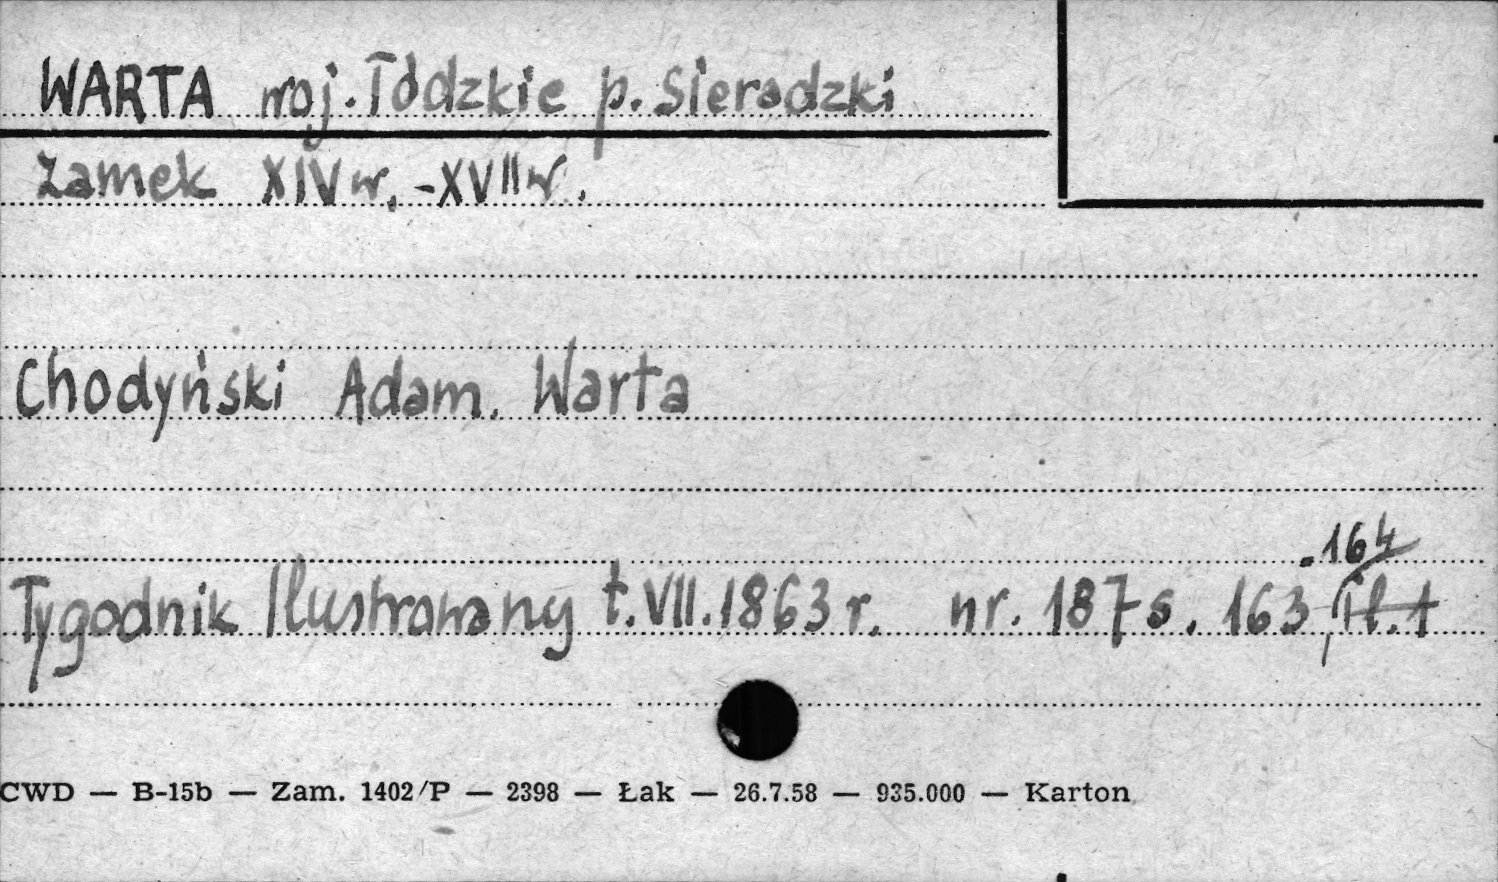 WARTA woj. łódzkie p. Sieradzki
Zamek XIV w. - XVII w.
Chodyński Adam. Warta
Tygodnik Ilustrowany t. VII. 1863 r. nr. 187 s. 163-164, il. 1
CWD — B-15b — Zam. 1402/P — 2398 — Łak — 26.7.58 — 935.000 — Karton